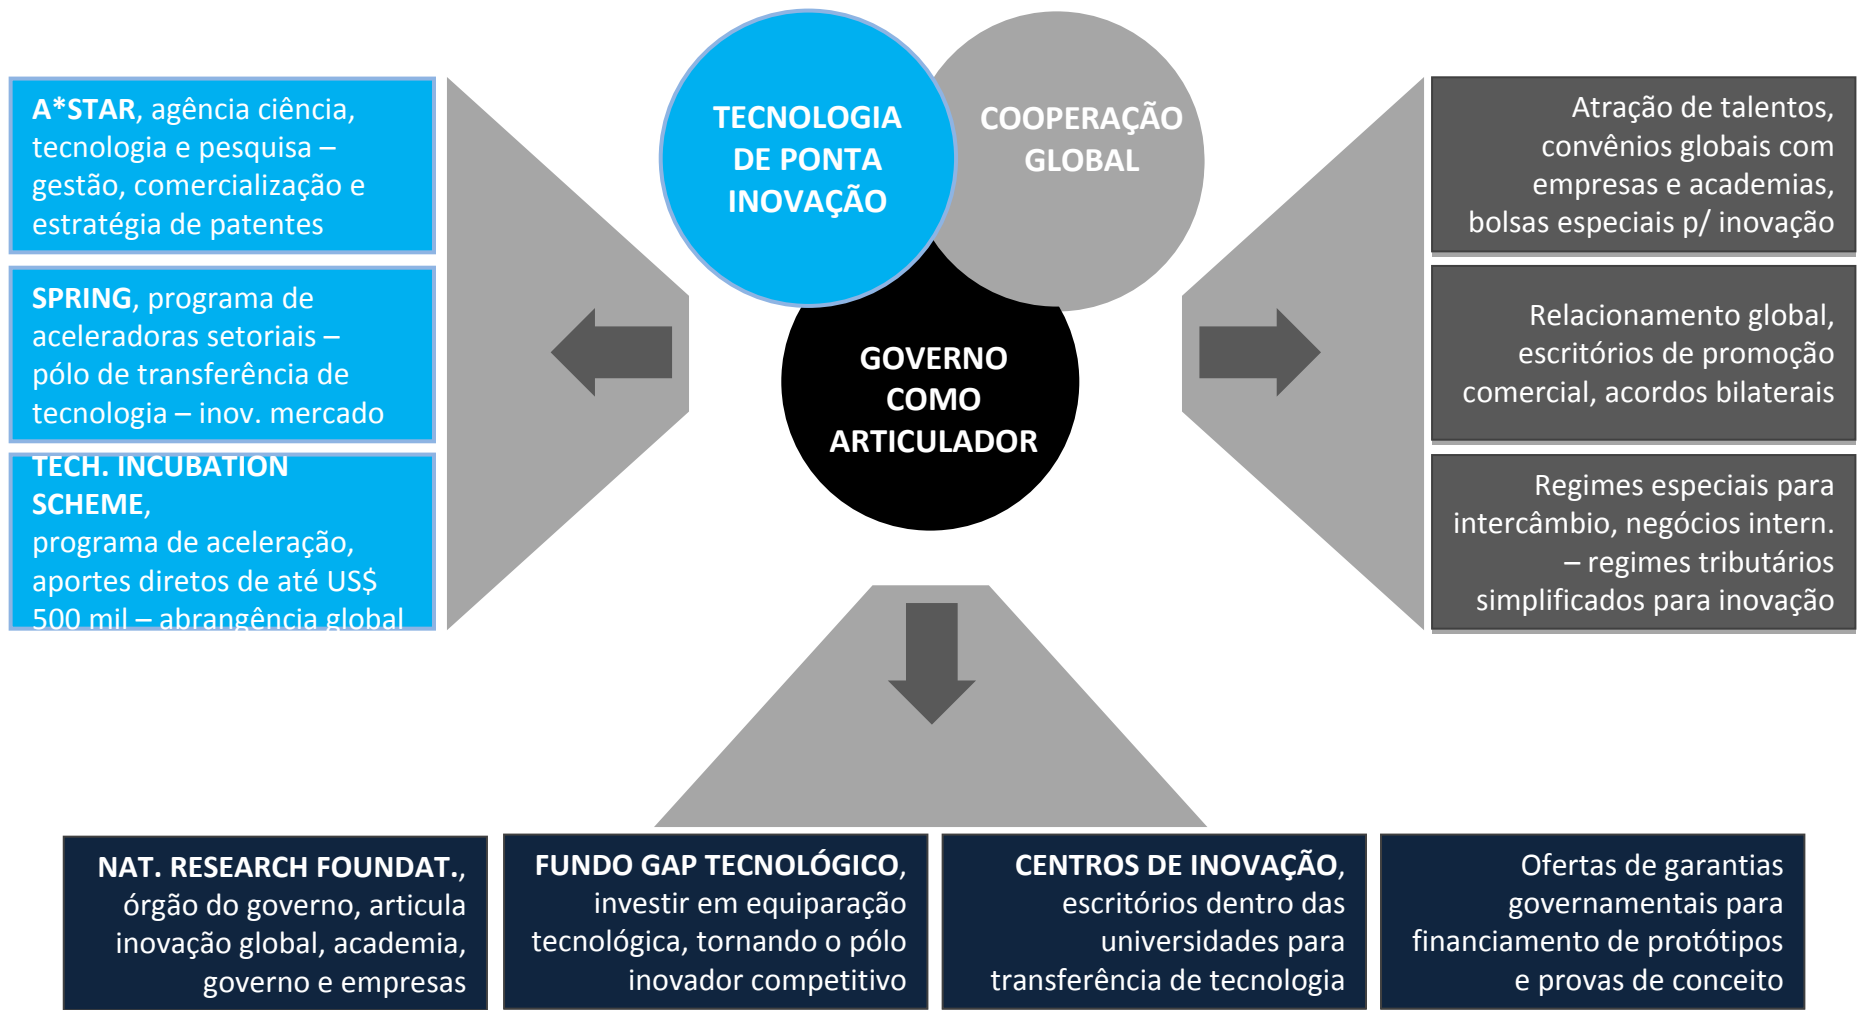 TECNOLOGIA
DE PONTA
INOVAÇÃO
COOPERAÇÃO
GLOBAL
GOVERNO
COMO
ARTICULADOR
A*STAR, agência ciência,
tecnologia e pesquisa –
gestão, comercialização e
estratégia de patentes
SPRING, programa de
aceleradoras setoriais –
pólo de transferência de
tecnologia – inov. mercado
TECH. INCUBATION
SCHEME,
programa de aceleração,
aportes diretos de até US$
500 mil – abrangência global
Atração de talentos,
convênios globais com
empresas e academias,
bolsas especiais p/ inovação
Relacionamento global,
escritórios de promoção
comercial, acordos bilaterais
Regimes especiais para
intercâmbio, negócios intern.
– regimes tributários
simplificados para inovação
NAT. RESEARCH FOUNDAT.,
órgão do governo, articula
inovação global, academia,
governo e empresas
FUNDO GAP TECNOLÓGICO,
investir em equiparação
tecnológica, tornando o pólo
inovador competitivo
CENTROS DE INOVAÇÃO,
escritórios dentro das
universidades para
transferência de tecnologia
Ofertas de garantias
governamentais para
financiamento de protótipos
e provas de conceito